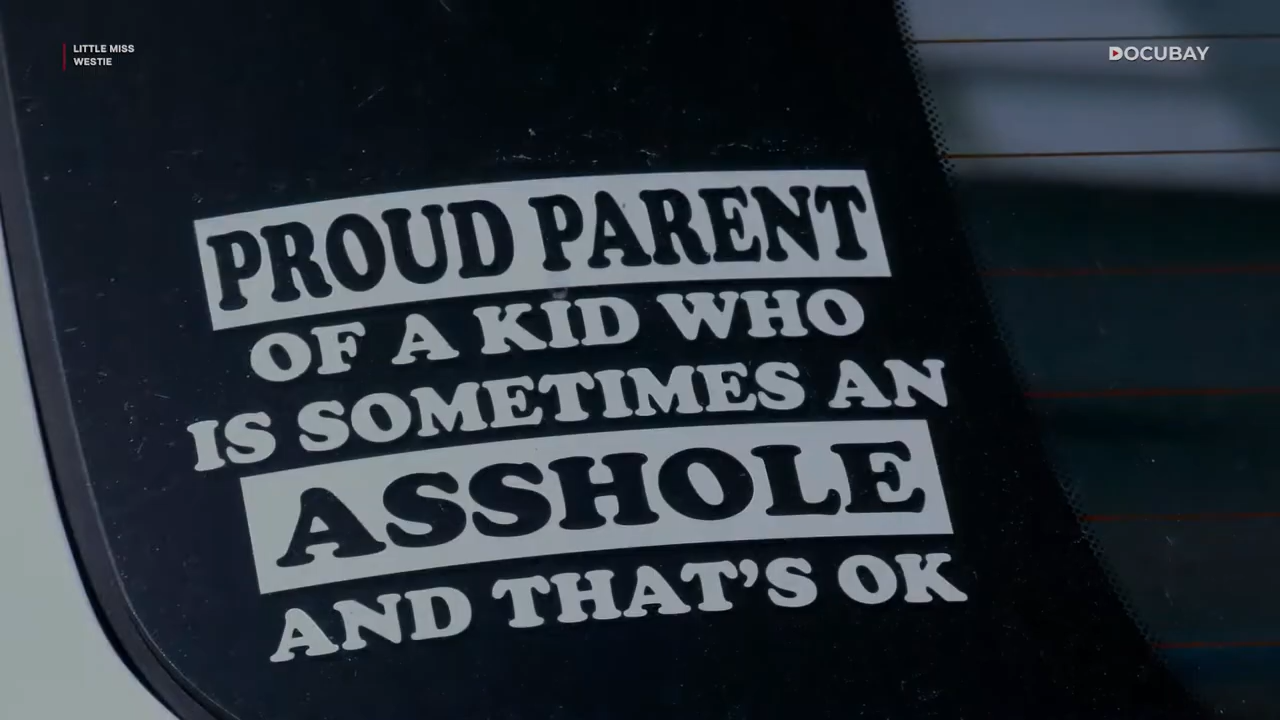 LITTLE MISS
WESTIE
DOCUBAY
PROUD PARENT
OF A KID WHO
IS SOMETIMES AN
ASSHOLE
AND THAT'S OK